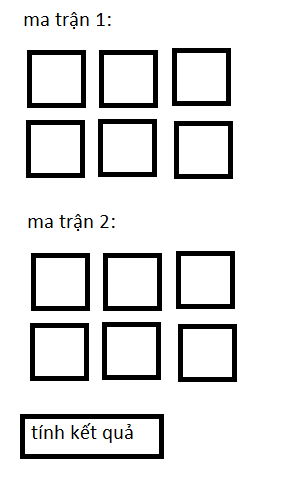 ma trận 1:
ma trận 2:
tính kết quả